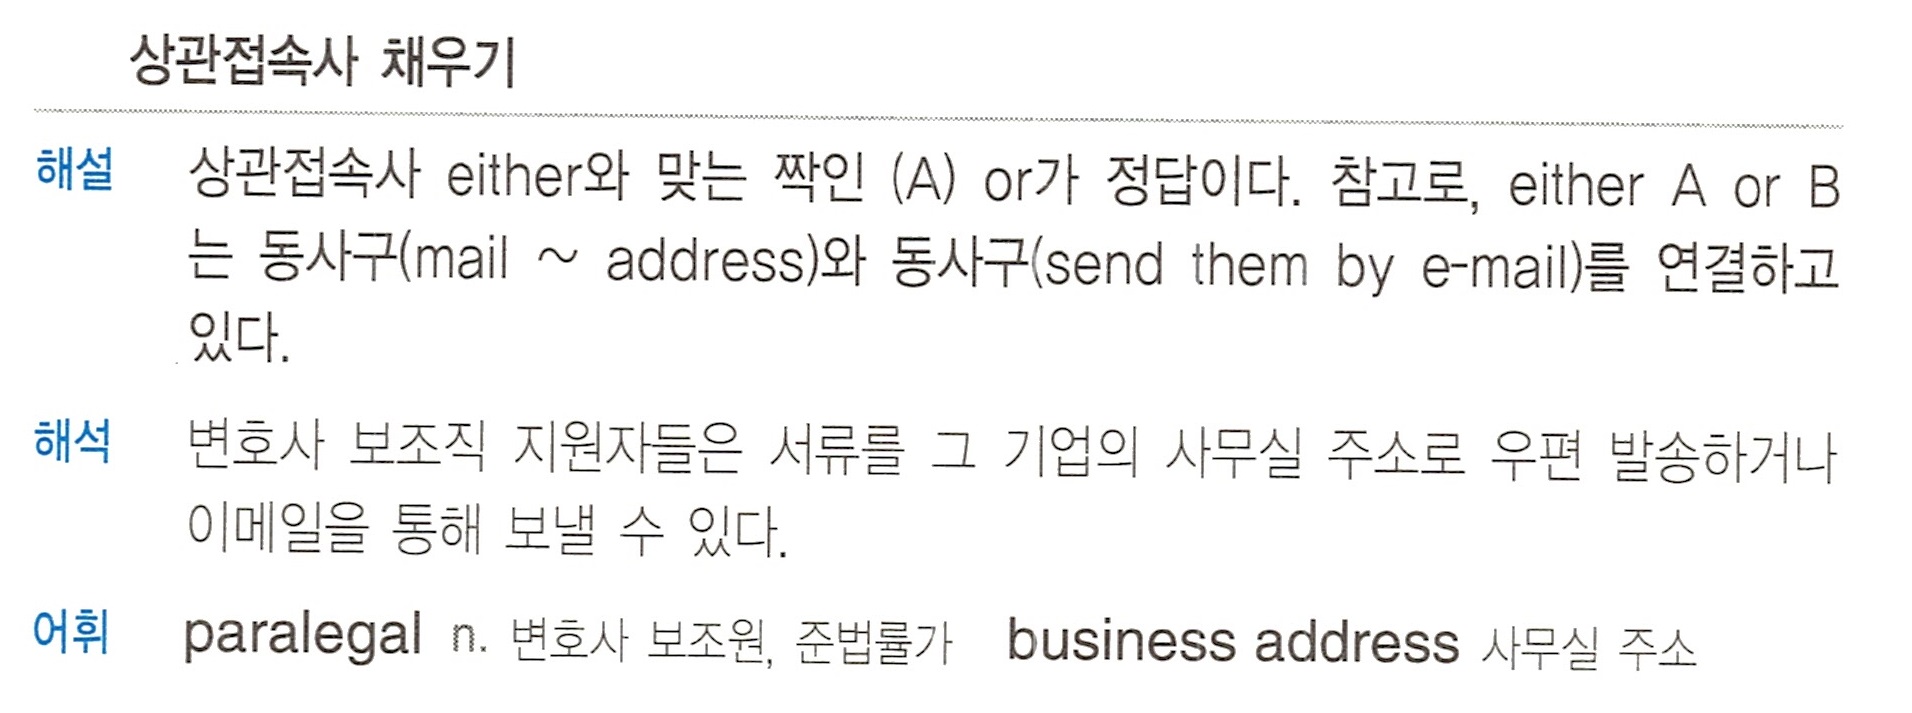 상관접속사 채우기
해설 상관접속사 either와 맞는 짝인 (A) or가 정답이다. 참고로, either A or B
는 동사구(mail ~ address)와 동사구(send them by e-mail)를 연결하고
있다.
해석 변호사 보조직 지원자들은 서류를 그 기업의 사무실 주소로 우편 발송하거나
이메일을 통해 보낼 수 있다.
어휘 paralegal n. 변호사 보조원, 준법률가 business address 사무실 주소